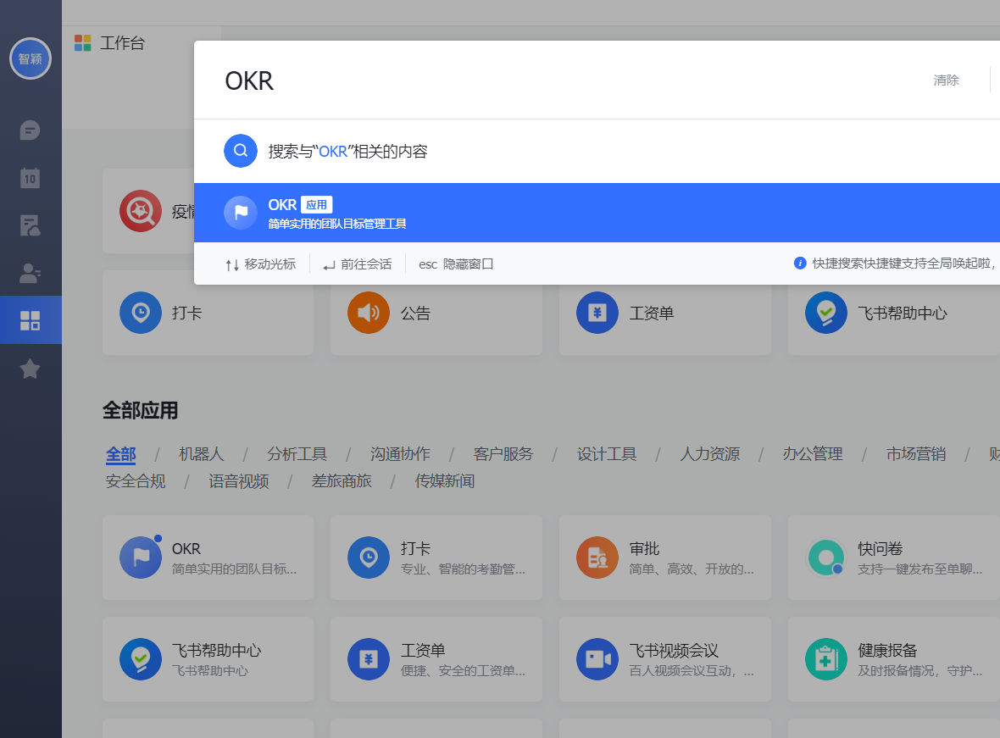 智颖
工作台
OKR
清除
搜索与“OKR”相关的内容
OKR 应用
简单实用的团队目标管理工具
移动光标 前往会话 esc 隐藏窗口
快捷搜索快捷键支持全局唤起啦，
10
疫情
打卡
公告
工资单
飞书帮助中心
全部应用
全部 / 机器人 / 分析工具 / 沟通协作 / 客户服务 / 设计工具 / 人力资源 / 办公管理 / 市场营销 / 财
安全合规 / 语音视频 / 差旅商旅 / 传媒新闻
OKR
简单实用的团队目标...
打卡
专业、智能的考勤管...
审批
简单、高效、开放的...
快问卷
支持一键发布至单聊...
飞书帮助中心
飞书帮助中心
工资单
便捷、安全的工资单...
飞书视频会议
百人视频会议互动，...
健康报备
及时报备情况，守护...